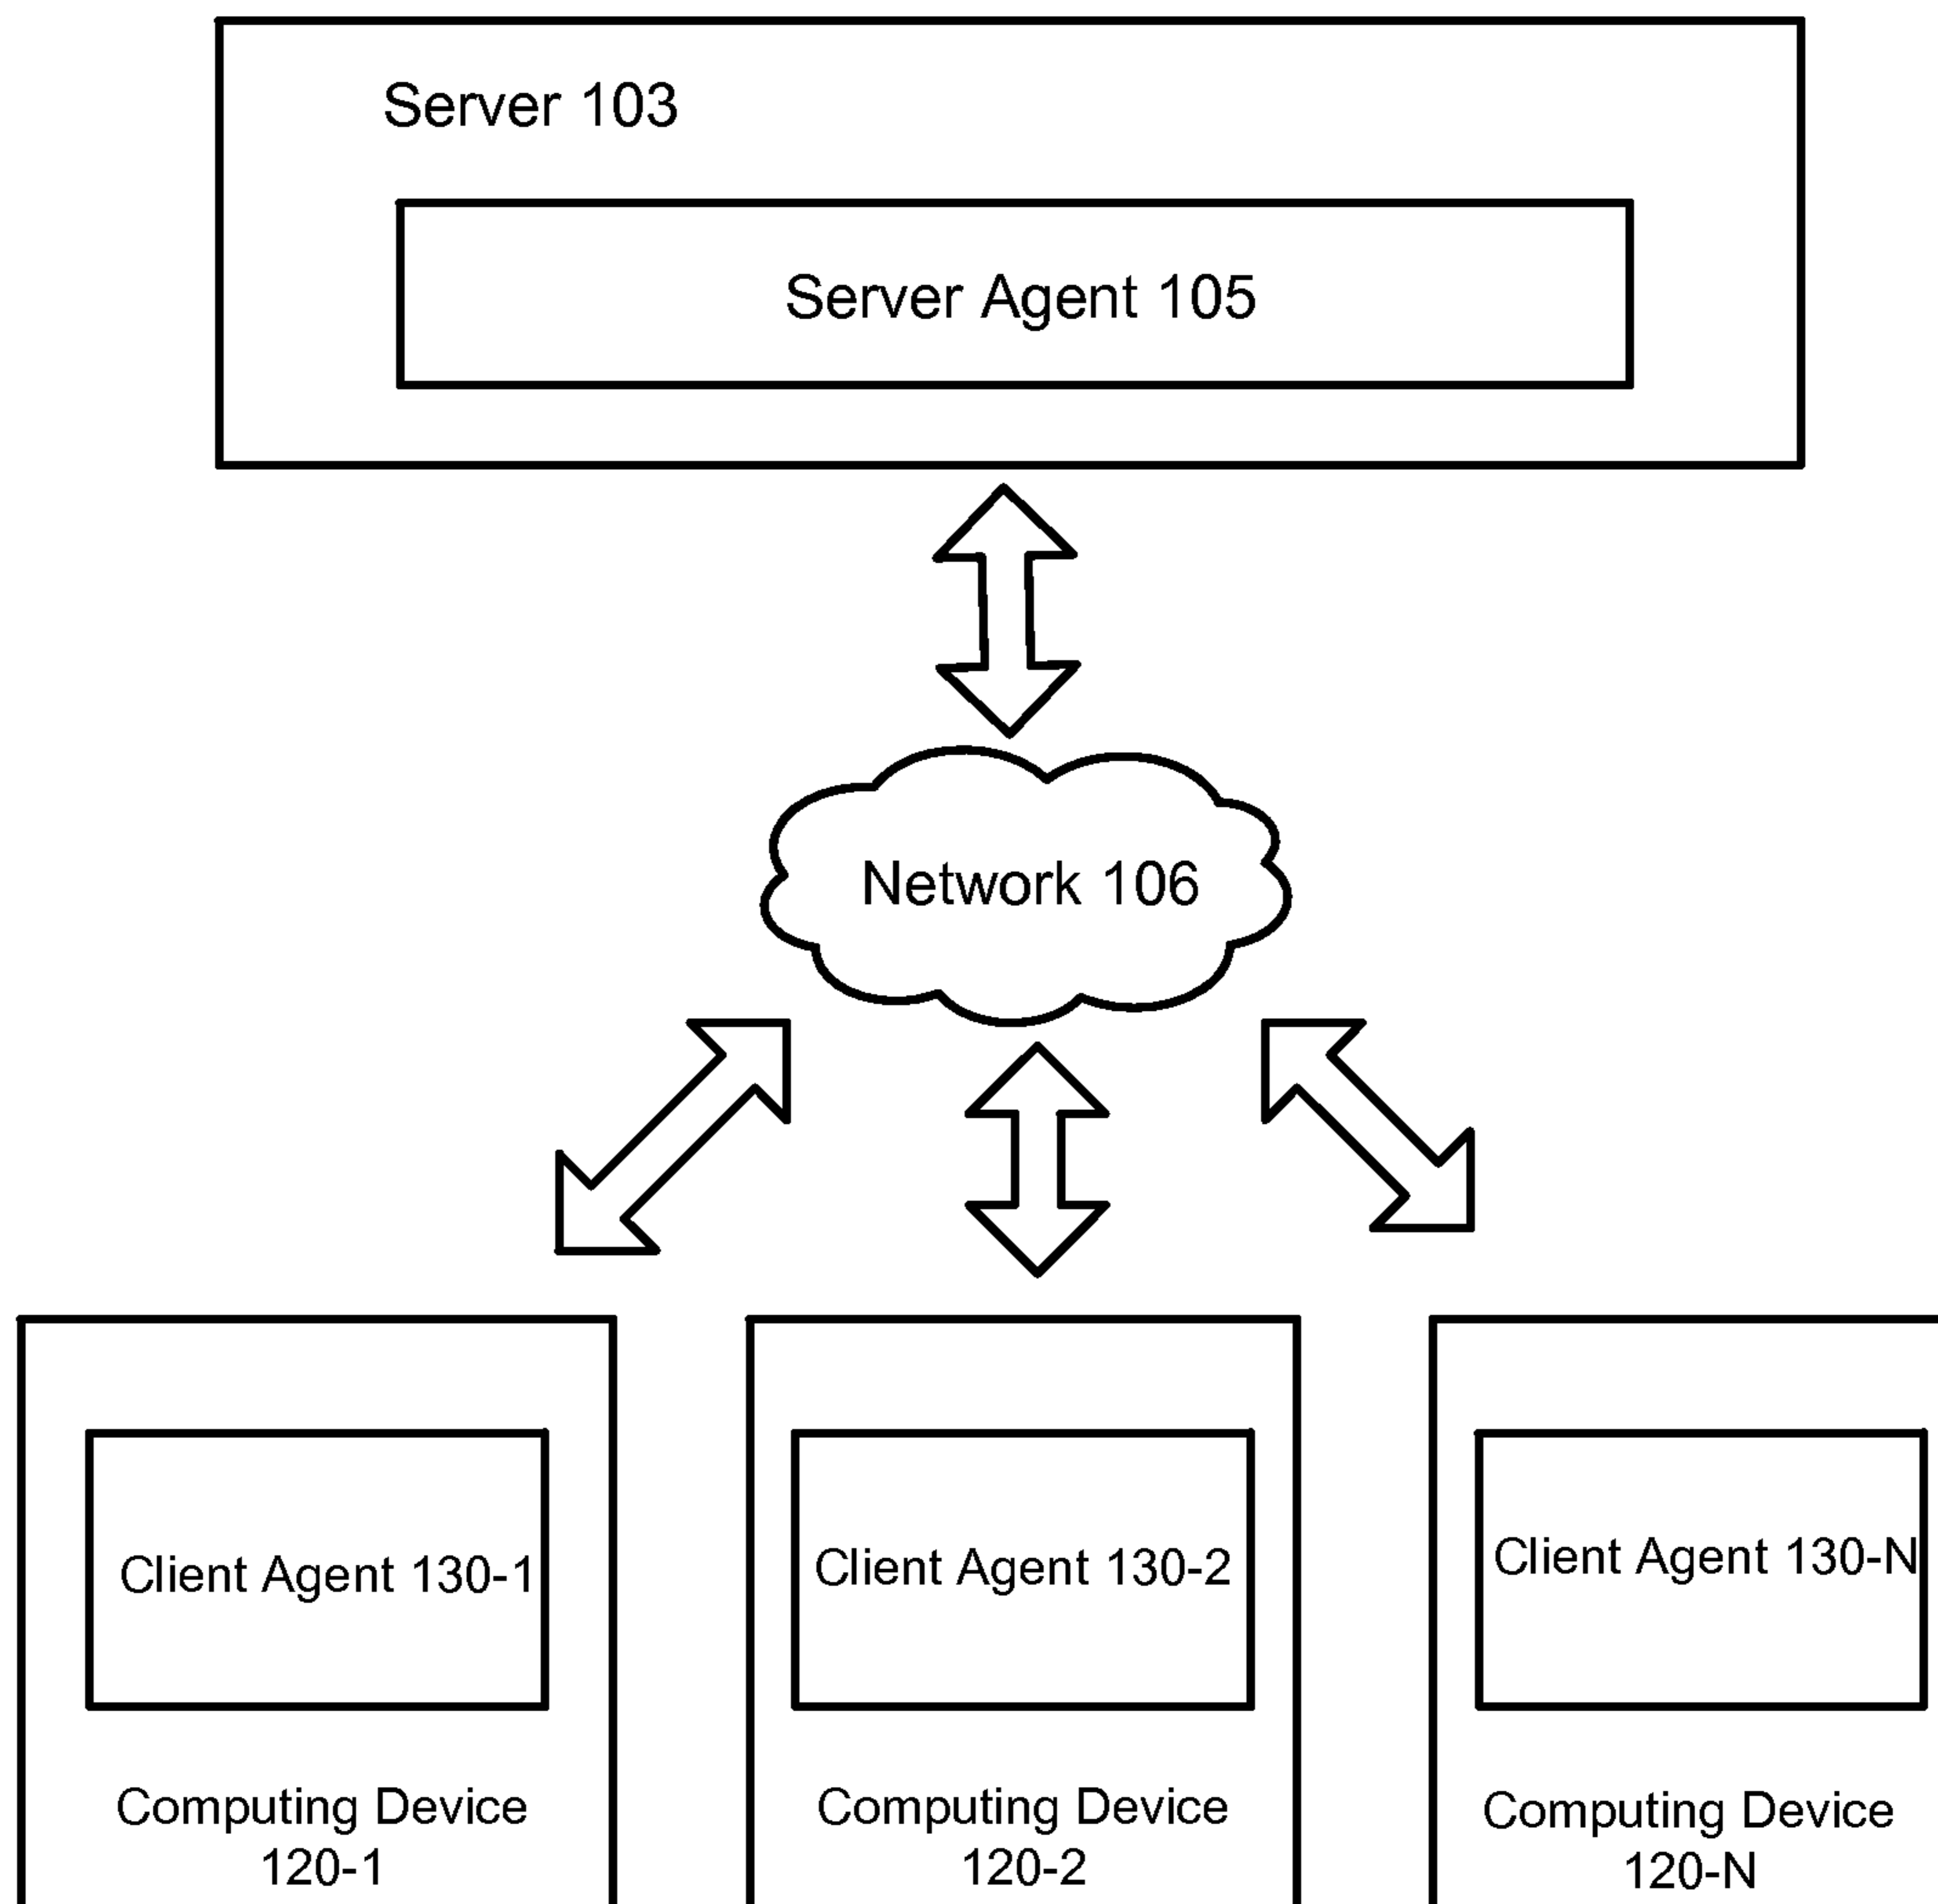 Server 103
Server Agent 105
Network 106
Client Agent 130-1
Client Agent 130-2
Client Agent 130-N
Computing Device
120-1
Computing Device
120-2
Computing Device
120-N